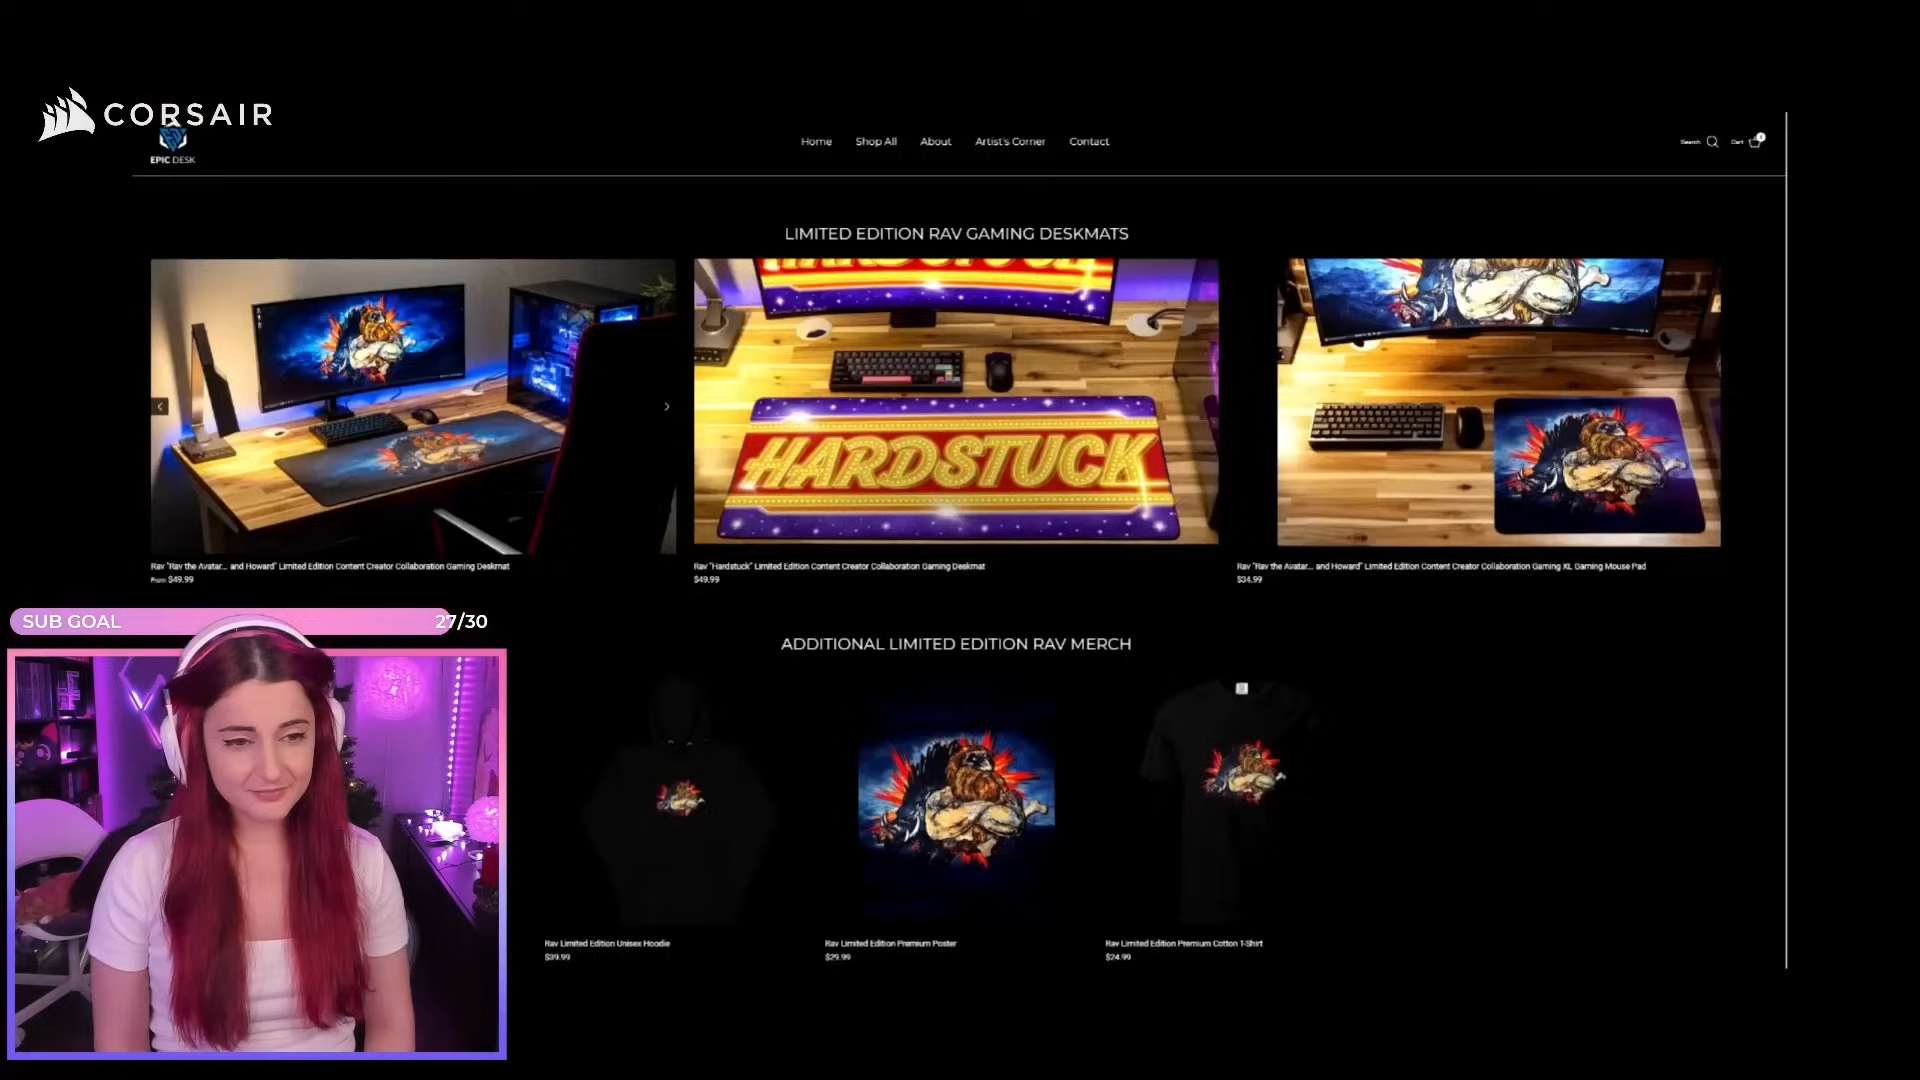 CORSAIR
EPIC DESK
Home Shop All About Artist's Corner Contact
Search Cart
LIMITED EDITION RAV GAMING DESKMATS
HARDSTUCK
Rav "Rav the Avatar... and Howard" Limited Edition Content Creator Collaboration Gaming Deskmat
From $49.99
Rav "Hardstuck" Limited Edition Content Creator Collaboration Gaming Deskmat
$49.99
Rav "Rav the Avatar... and Howard" Limited Edition Content Creator Collaboration Gaming XL Gaming Mouse Pad
$34.99
SUB GOAL 27/30
ADDITIONAL LIMITED EDITION RAV MERCH
Rav Limited Edition Unisex Hoodie
$39.99
Rav Limited Edition Premium Poster
$29.99
Rav Limited Edition Premium Cotton T-Shirt
$24.99